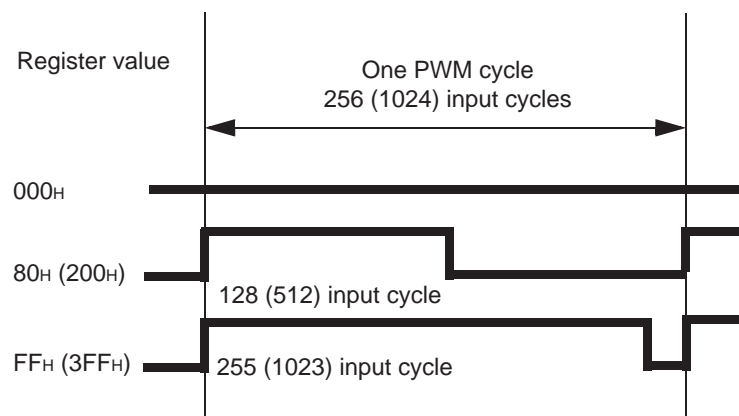 Register value
One PWM cycle
256 (1024) input cycles
000H
80H (200H)
128 (512) input cycle
FFH (3FFH)
255 (1023) input cycle